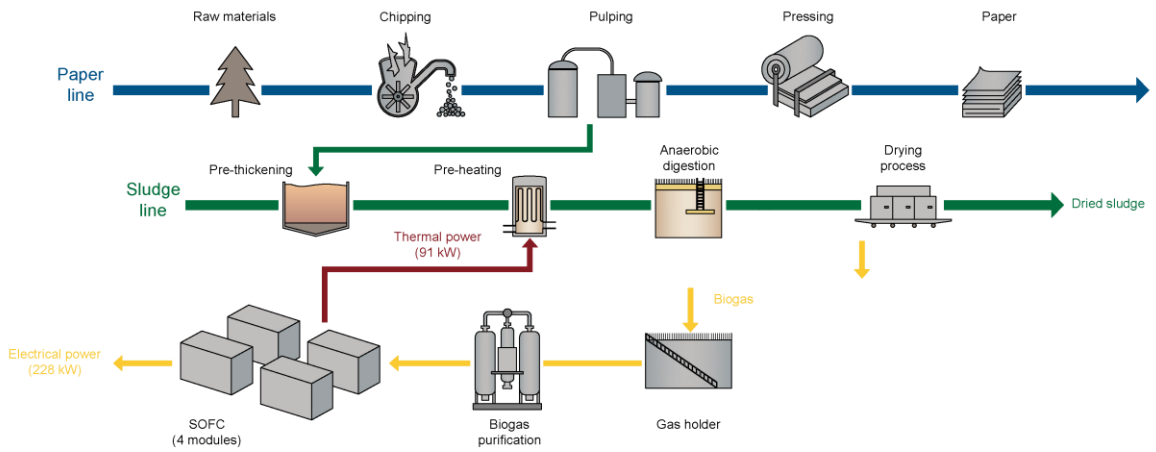 Raw materials
Chipping
Pulping
Pressing
Paper
Paper
line
Pre-thickening
Pre-heating
Anaerobic
digestion
Drying
process
Sludge
line
Dried sludge
Thermal power
(91 kW)
Biogas
Electrical power
(228 kW)
SOFC
(4 modules)
Biogas
purification
Gas holder